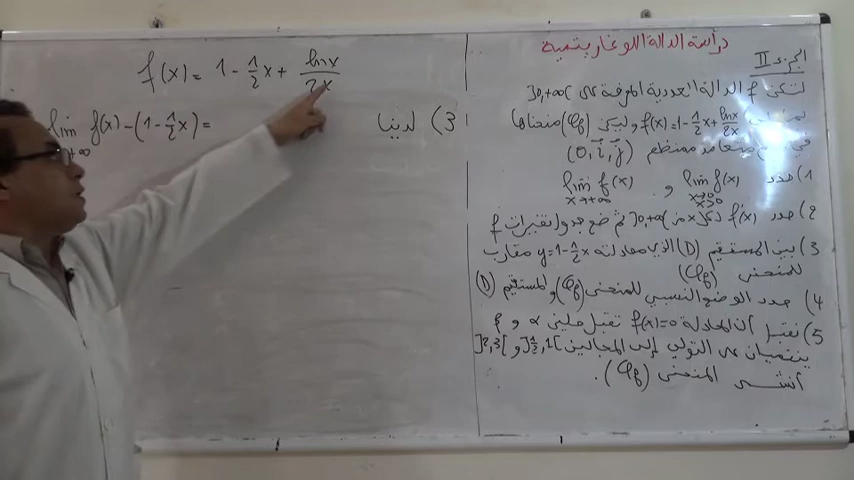 دراسة الدالة اللوغاريتمية
الجزء II
لتكن f الدالة العددية المعرفة على ]0,+∞[
f(x)=1-½x+lnx/2x وليكن (𝒞f) منحناها
في متعامد ممنظم (O,i⃗,j⃗)
1) حدد lim f(x) x→0 x>0 و lim f(x) x→+∞
2) حدد f'(x) لكل x من ]0,+∞[ ثم ضع جدول تغيرات f
3) بين المستقيم (D) الذي معادلته y=1-½x مقارب
للمنحنى (𝒞f)
4) حدد الوضع النسبي للمنحنى (𝒞f) والمستقيم (D)
5) نقبل أن المعادلة f(x)=0 تقبل حلين α و β
ينتميان على التوالي إلى المجالين ]½,1[ و ]2,3[
أنشئ المنحنى (𝒞f).
f(x)= 1-½x+ lnx/2x
3) لدينا
lim f(x)-(1-½x)=
+∞